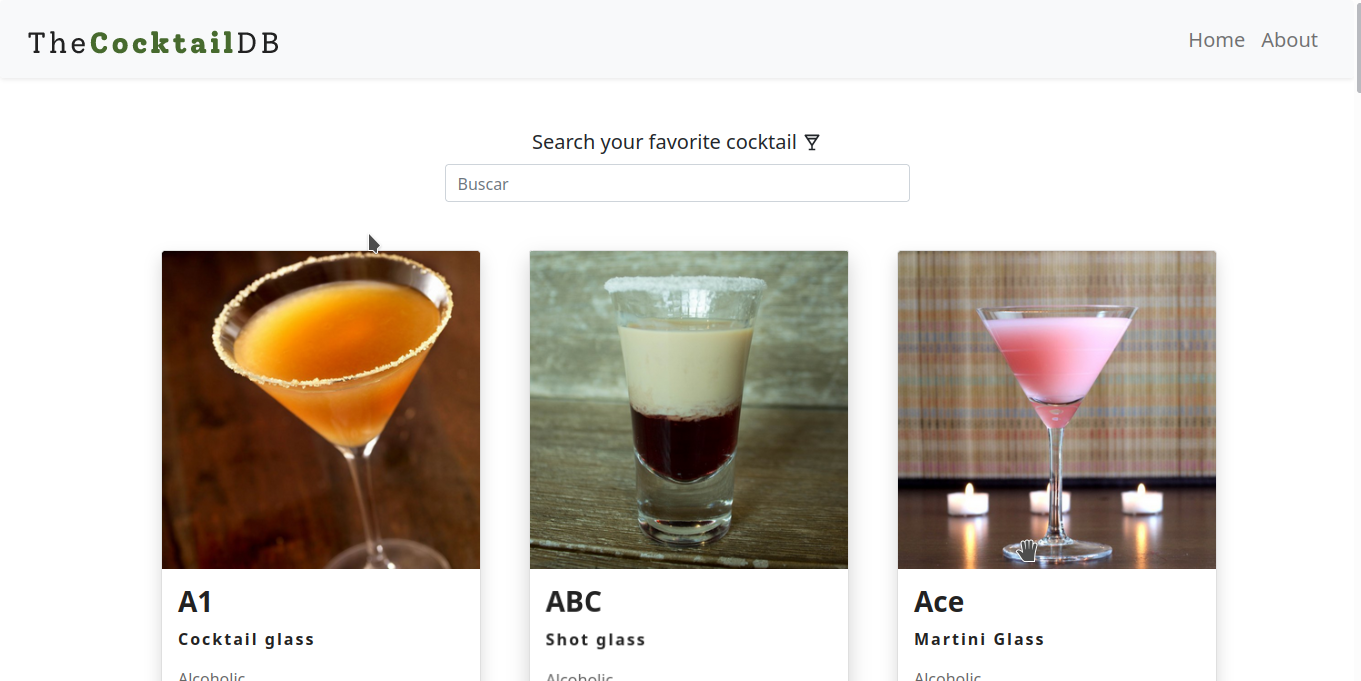 TheCocktailDB
Home About
Search your favorite cocktail
Buscar
A1
Cocktail glass
Alcoholic
ABC
Shot glass
Alcoholic
Ace
Martini Glass
Alcoholic